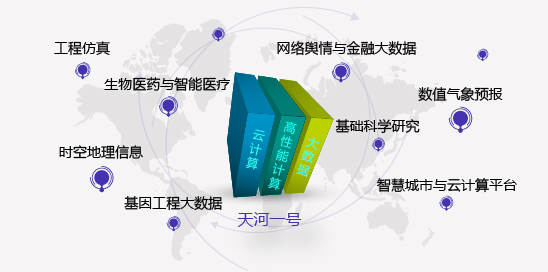 工程仿真
网络舆情与金融大数据
生物医药与智能医疗
数值气象预报
基础科学研究
云计算
高性能计算
大数据
时空地理信息
智慧城市与云计算平台
基因工程大数据
天河一号